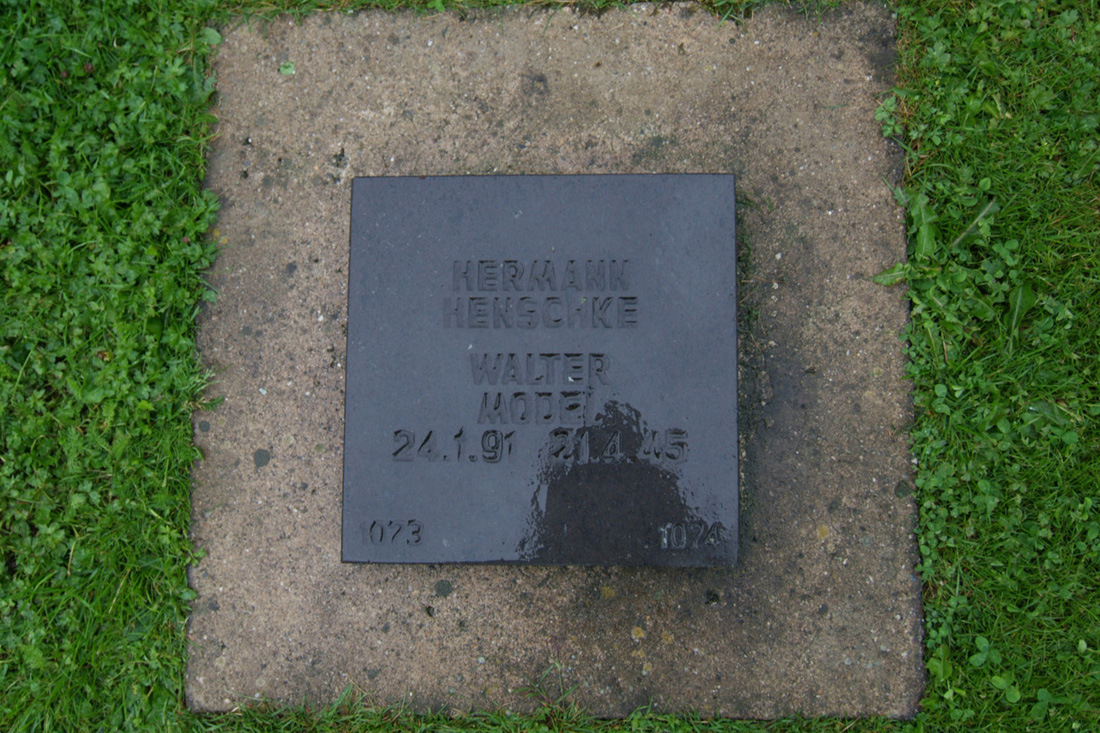 HERMANN
HENSCHKE
WALTER
MODEL
24.1.91 21.4.45
1073 1074